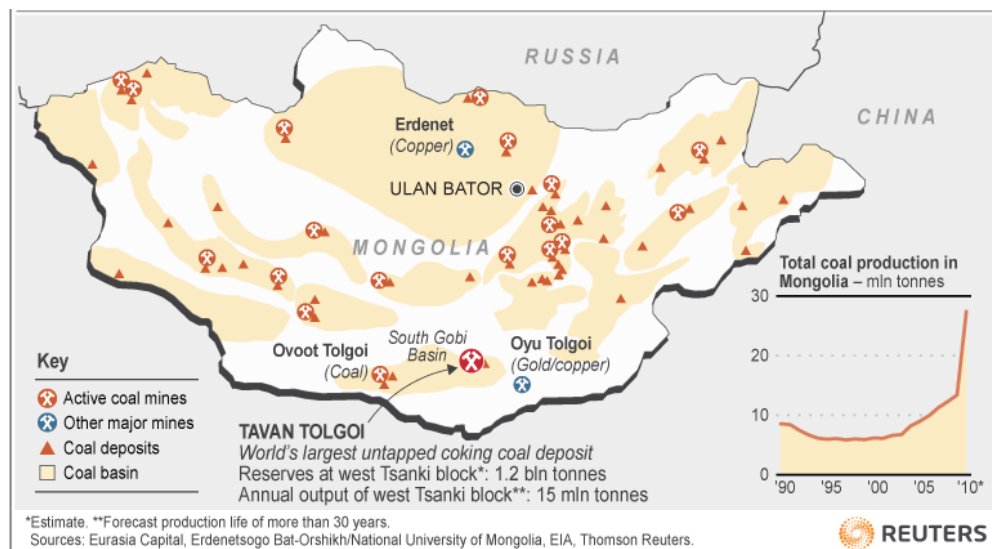 RUSSIA
CHINA
Erdenet
(Copper)
ULAN BATOR
MONGOLIA
Total coal production in
Mongolia – mln tonnes
30
20
10
0
'90 '95 '00 '05 '10*
South Gobi
Basin
Ovoot Tolgoi
(Coal)
Oyu Tolgoi
(Gold/copper)
Key
Active coal mines
Other major mines
Coal deposits
Coal basin
TAVAN TOLGOI
World's largest untapped coking coal deposit
Reserves at west Tsanki block*: 1.2 bln tonnes
Annual output of west Tsanki block**: 15 mln tonnes
*Estimate. **Forecast production life of more than 30 years.
Sources: Eurasia Capital, Erdenetsogo Bat-Orshikh/National University of Mongolia, EIA, Thomson Reuters.
REUTERS